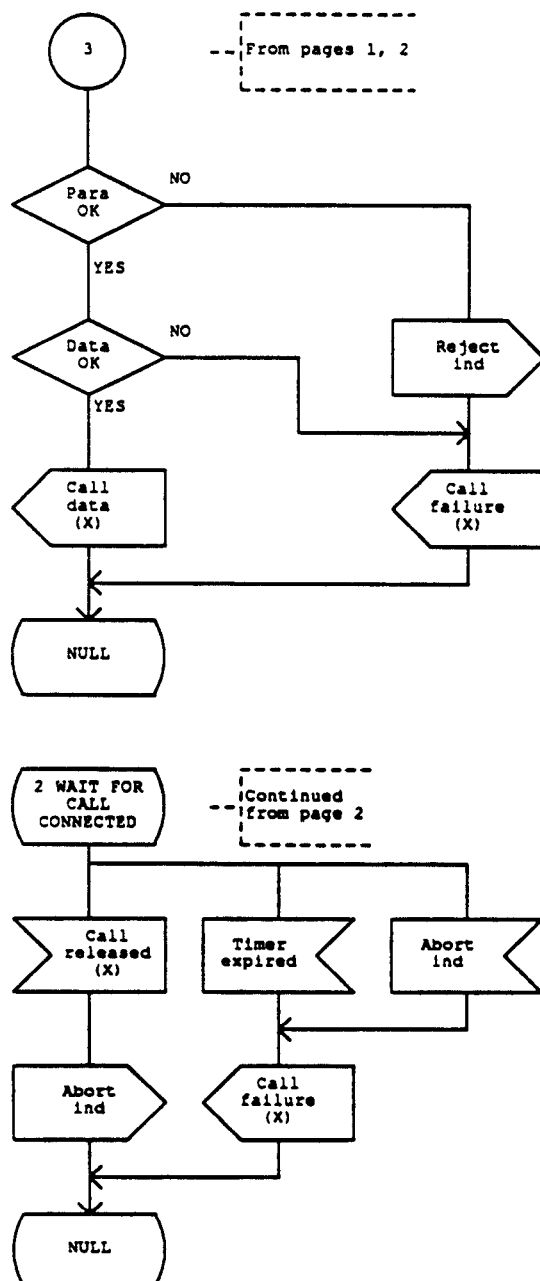 3
From pages 1, 2
Para
OK
NO
YES
Data
OK
NO
YES
Reject
ind
Call
data
(X)
Call
failure
(X)
NULL
2 WAIT FOR
CALL
CONNECTED
Continued
from page 2
Call
released
(X)
Timer
expired
Abort
ind
Abort
ind
Call
failure
(X)
NULL